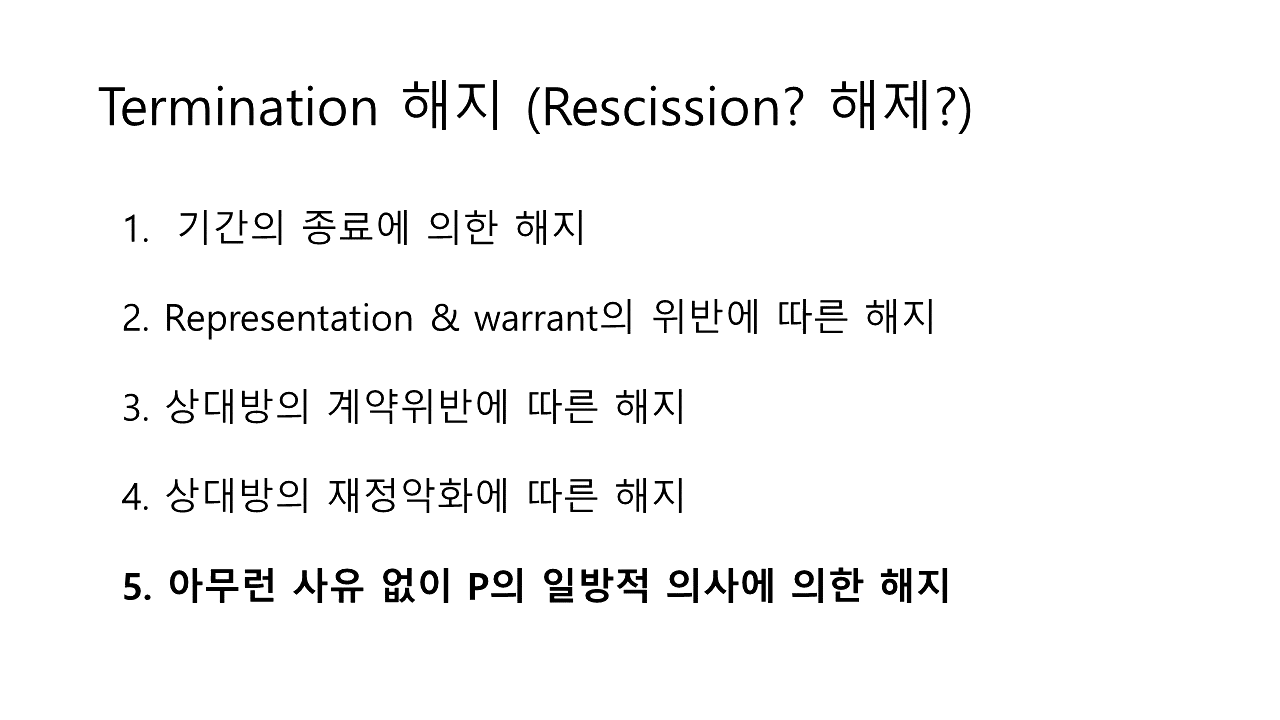 Termination 해지 (Rescission? 해제?)
1. 기간의 종료에 의한 해지
2. Representation & warrant의 위반에 따른 해지
3. 상대방의 계약위반에 따른 해지
4. 상대방의 재정악화에 따른 해지
5. 아무런 사유 없이 P의 일방적 의사에 의한 해지